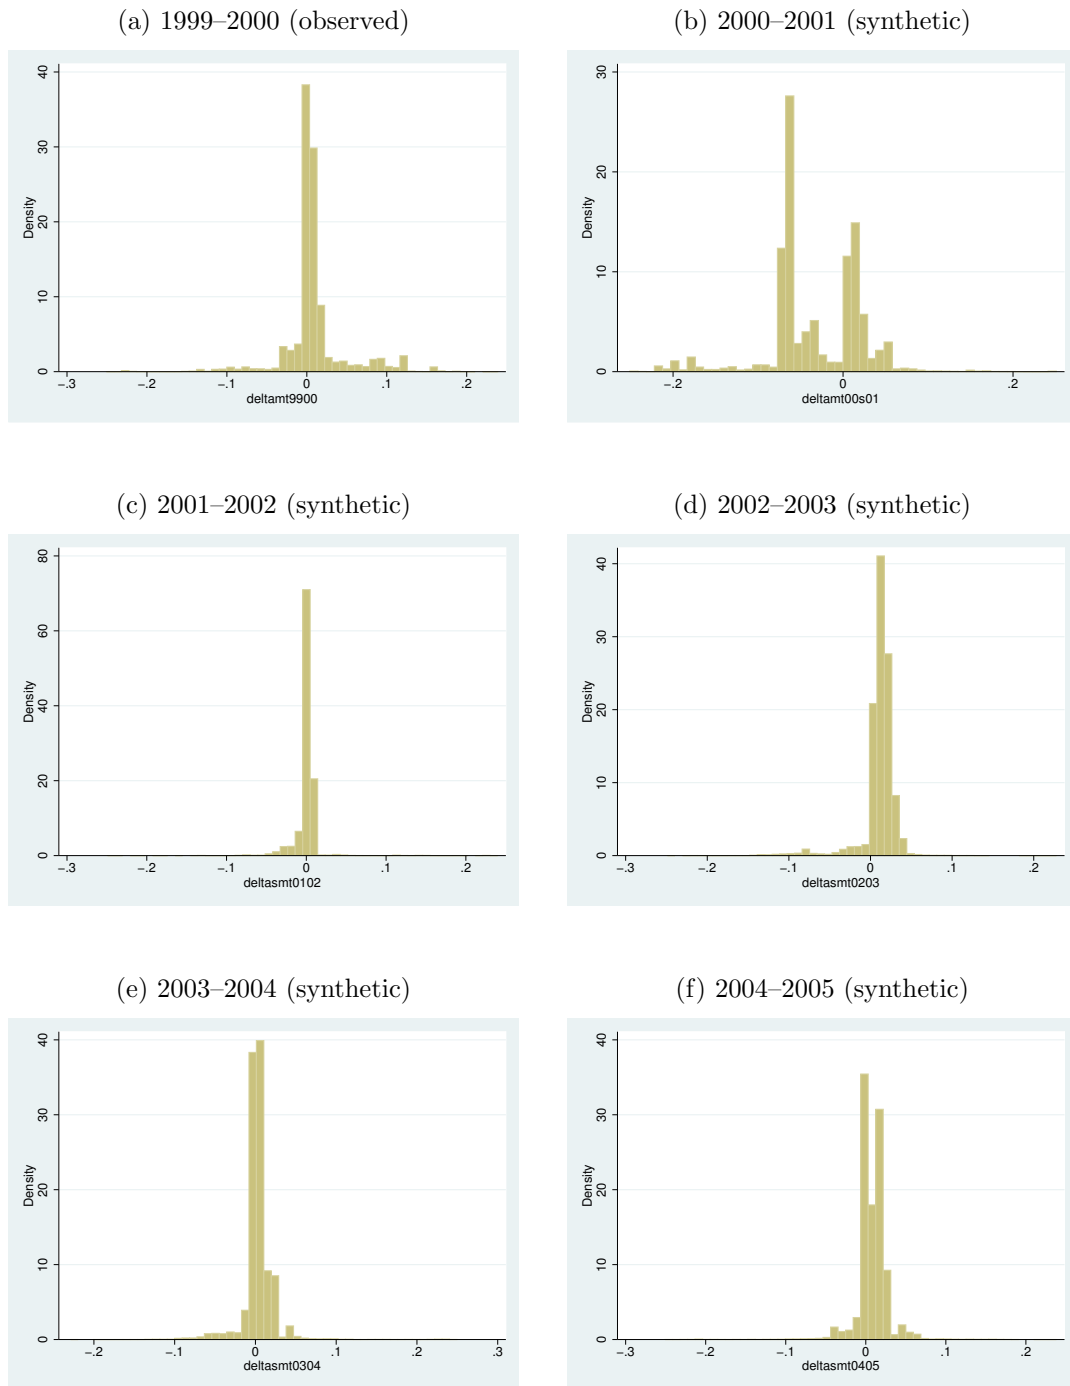 (a) 1999–2000 (observed)
(b) 2000–2001 (synthetic)
40
30
20
10
0
Density
-.3 -.2 -.1 0 .1 .2
deltamt9900
30
20
10
0
Density
-.2 0 .2
deltamt00s01
(c) 2001–2002 (synthetic)
(d) 2002–2003 (synthetic)
80
60
40
20
0
Density
-.3 -.2 -.1 0 .1 .2
deltasmt0102
40
30
20
10
0
Density
-.3 -.2 -.1 0 .1 .2
deltasmt0203
(e) 2003–2004 (synthetic)
(f) 2004–2005 (synthetic)
40
30
20
10
0
Density
-.2 -.1 0 .1 .2 .3
deltasmt0304
40
30
20
10
0
Density
-.3 -.2 -.1 0 .1 .2
deltasmt0405